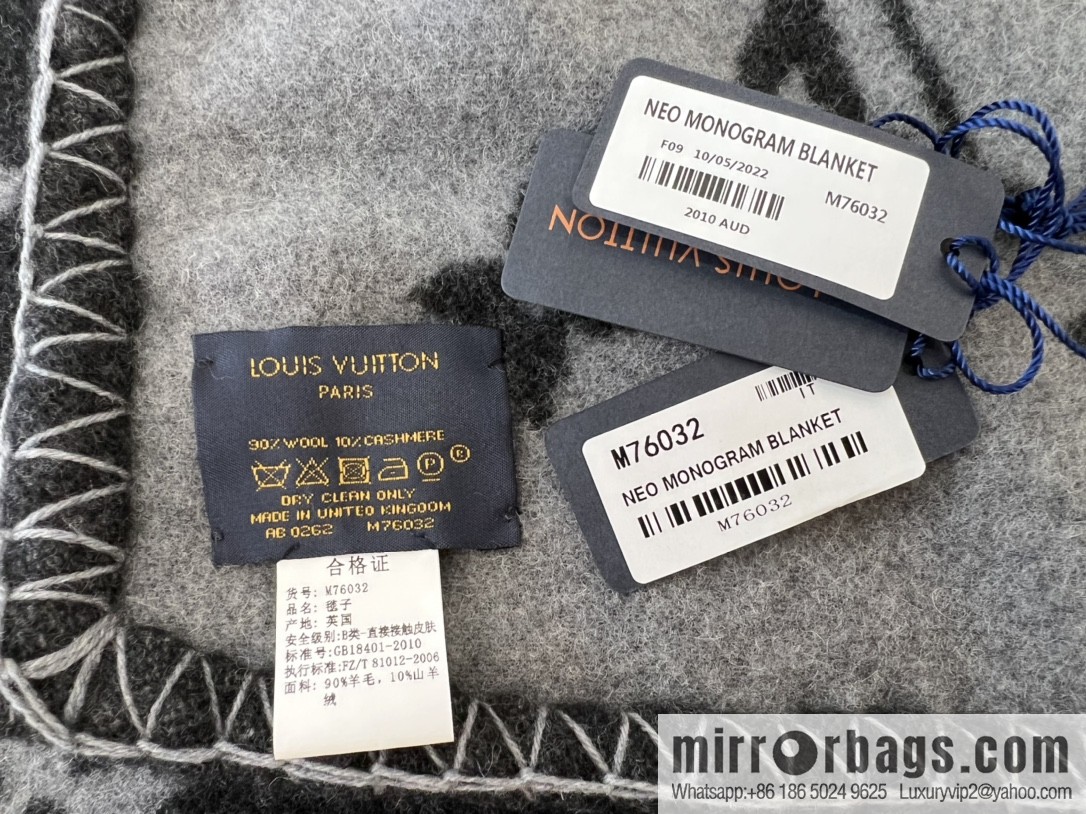 NEO MONOGRAM BLANKET
F09 10/05/2022
M76032
2010 AUD
LOUIS VUITTON
M76032
NEO MONOGRAM BLANKET
M76032
IT
LOUIS VUITTON
PARIS
90% WOOL 10% CASHMERE
P
R
DRY CLEAN ONLY
MADE IN UNITEO KINGOOM
AB 0262 M76032
合格证
货号: M76032
品名: 毯子
产地: 英国
安全级别:B类-直接接触皮肤
标准号:GB18401-2010
执行标准:FZ/T 81012-2006
面料: 90%羊毛, 10%山羊
绒
mirrorbags.com
Whatsapp:+86 186 5024 9625 Luxuryvip2@yahoo.com